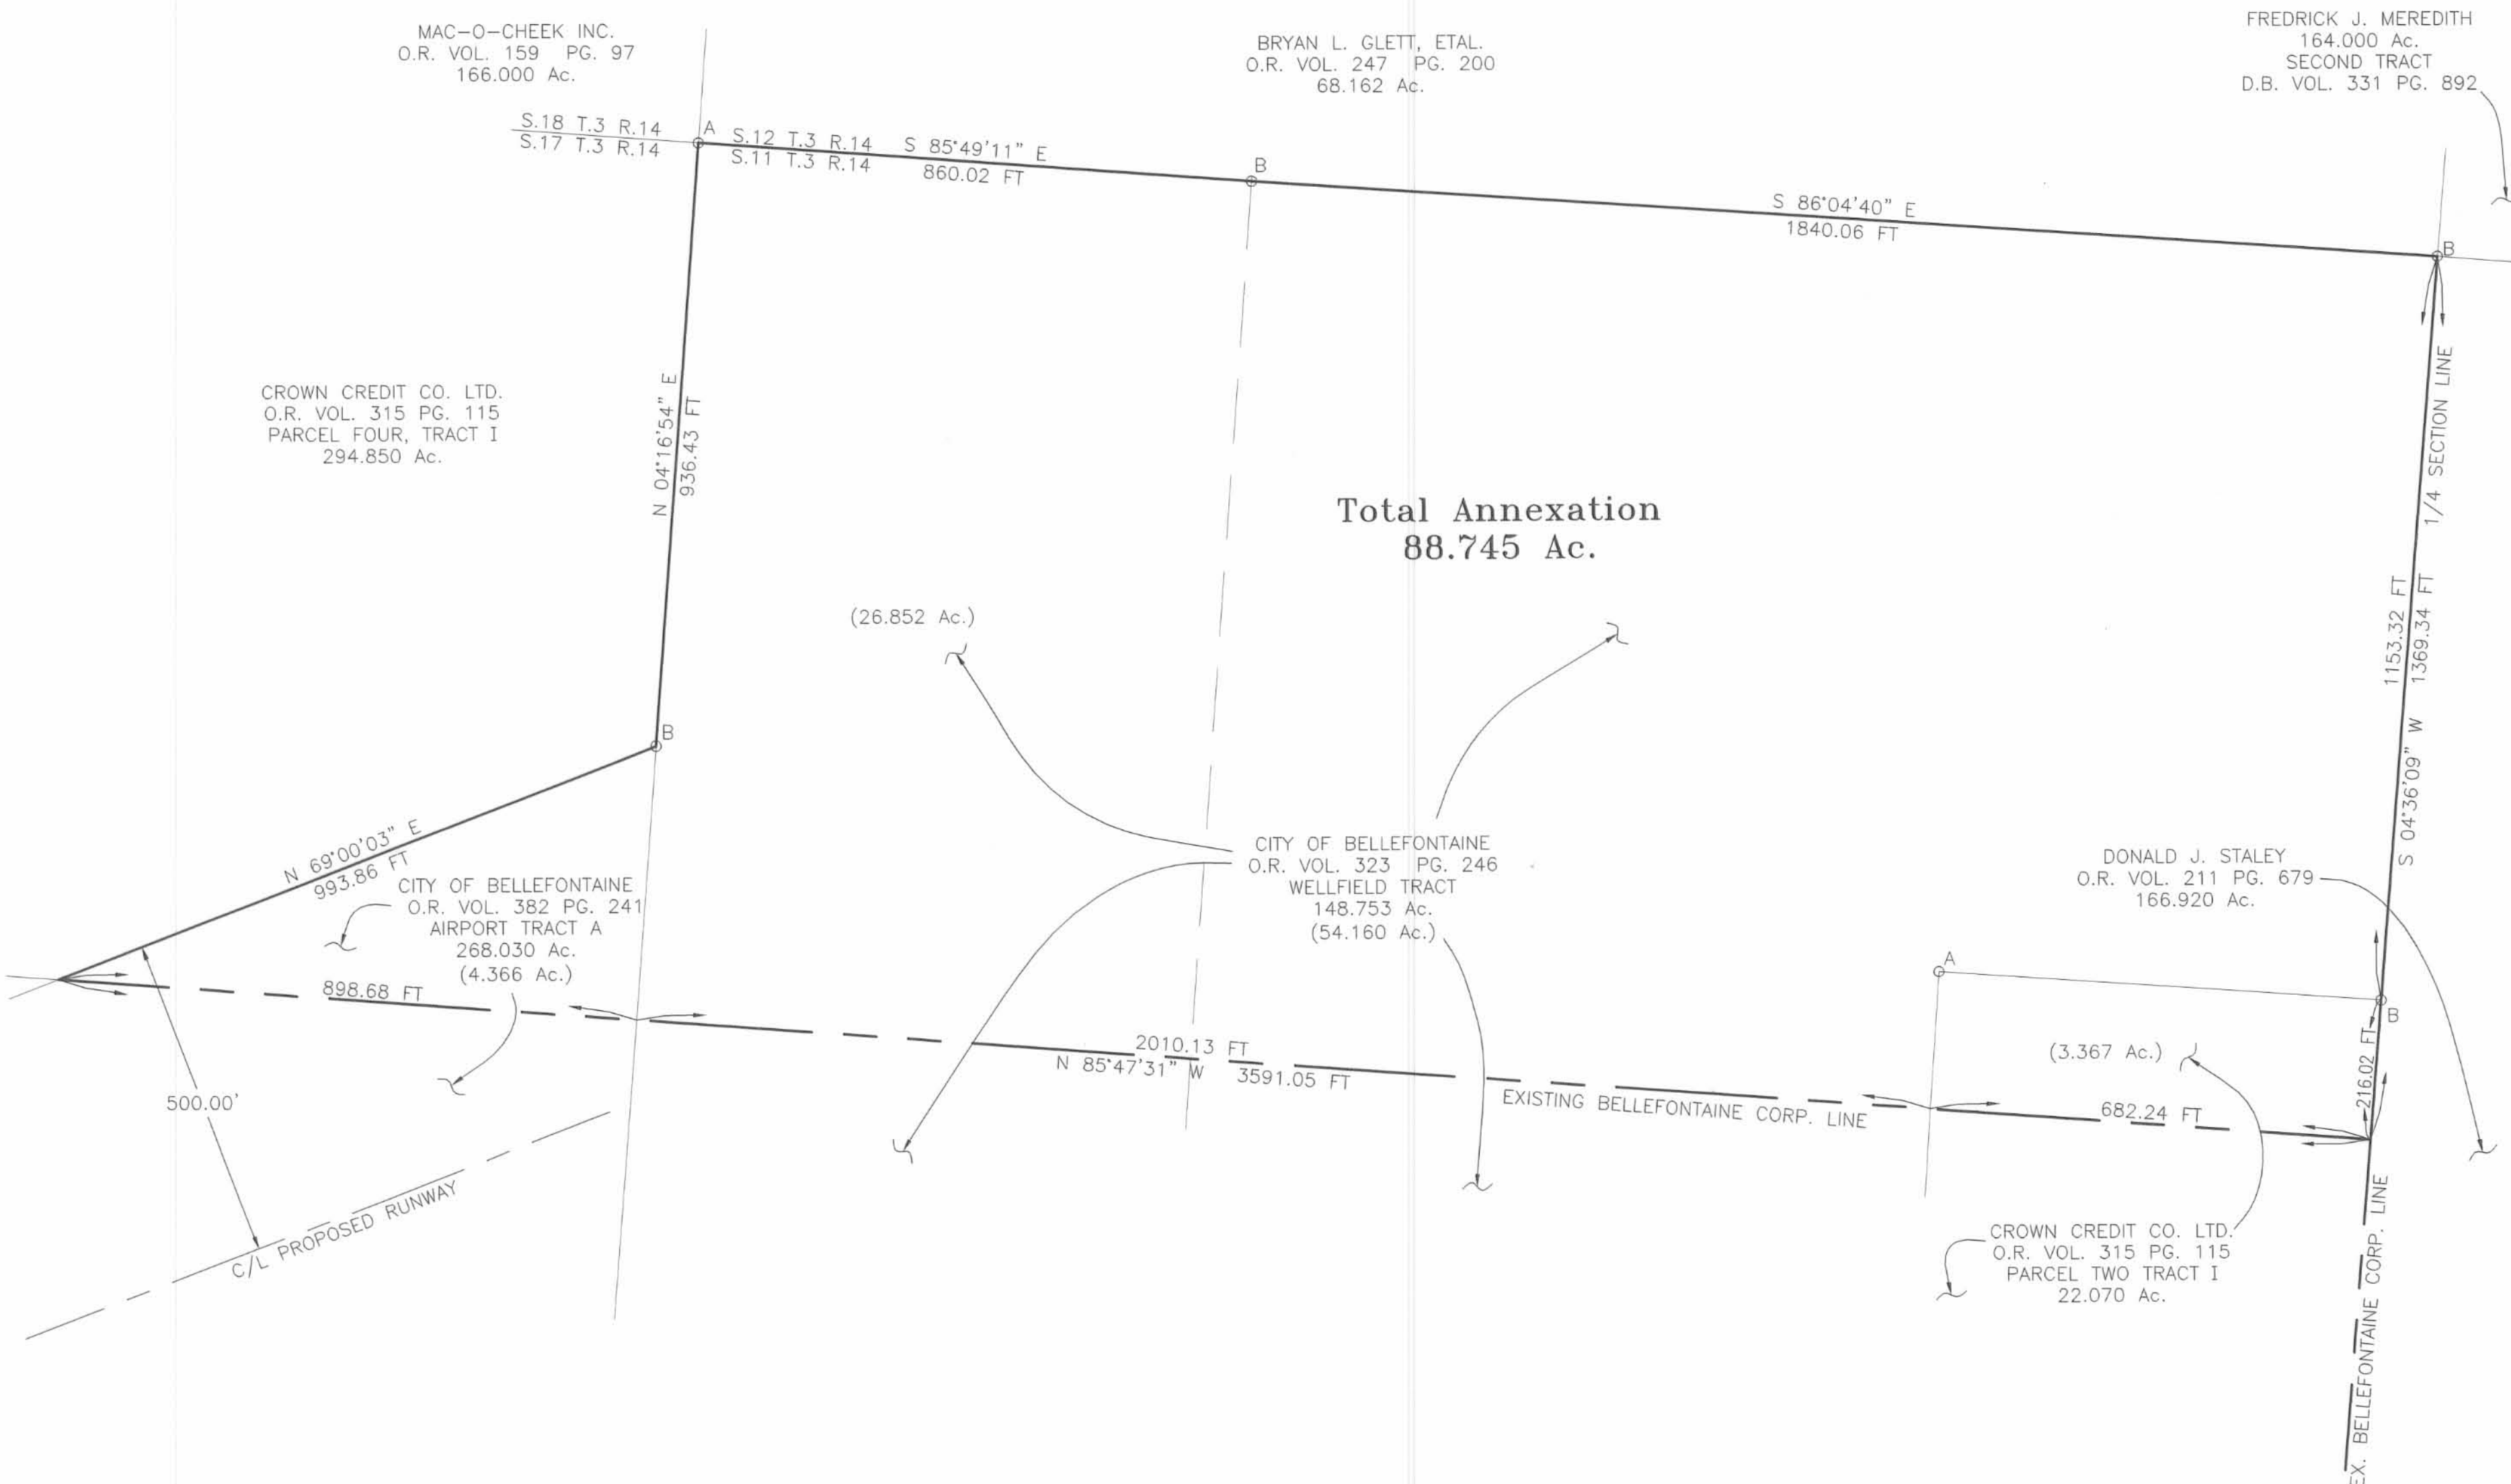 MAC-O-CHEEK INC.
O.R. VOL. 159 PG. 97
166.000 Ac.
BRYAN L. GLETT, ETAL.
O.R. VOL. 247 PG. 200
68.162 Ac.
FREDRICK J. MEREDITH
164.000 Ac.
SECOND TRACT
D.B. VOL. 331 PG. 892
S.18 T.3 R.14
S.17 T.3 R.14
A
S.12 T.3 R.14
S.11 T.3 R.14
S 85°49'11" E
860.02 FT
B
S 86°04'40" E
1840.06 FT
B
CROWN CREDIT CO. LTD.
O.R. VOL. 315 PG. 115
PARCEL FOUR, TRACT I
294.850 Ac.
N 04°16'54" E
936.43 FT
Total Annexation
88.745 Ac.
1/4 SECTION LINE
1153.32 FT
1369.34 FT
S 04°36'09" W
(26.852 Ac.)
B
N 69°00'03" E
993.86 FT
CITY OF BELLEFONTAINE
O.R. VOL. 382 PG. 241
AIRPORT TRACT A
268.030 Ac.
(4.366 Ac.)
CITY OF BELLEFONTAINE
O.R. VOL. 323 PG. 246
WELLFIELD TRACT
148.753 Ac.
(54.160 Ac.)
DONALD J. STALEY
O.R. VOL. 211 PG. 679
166.920 Ac.
A
B
898.68 FT
2010.13 FT
N 85°47'31" W
3591.05 FT
EXISTING BELLEFONTAINE CORP. LINE
(3.367 Ac.)
216.02 FT
682.24 FT
500.00'
C/L PROPOSED RUNWAY
CROWN CREDIT CO. LTD.
O.R. VOL. 315 PG. 115
PARCEL TWO TRACT I
22.070 Ac.
EX. BELLEFONTAINE CORP. LINE